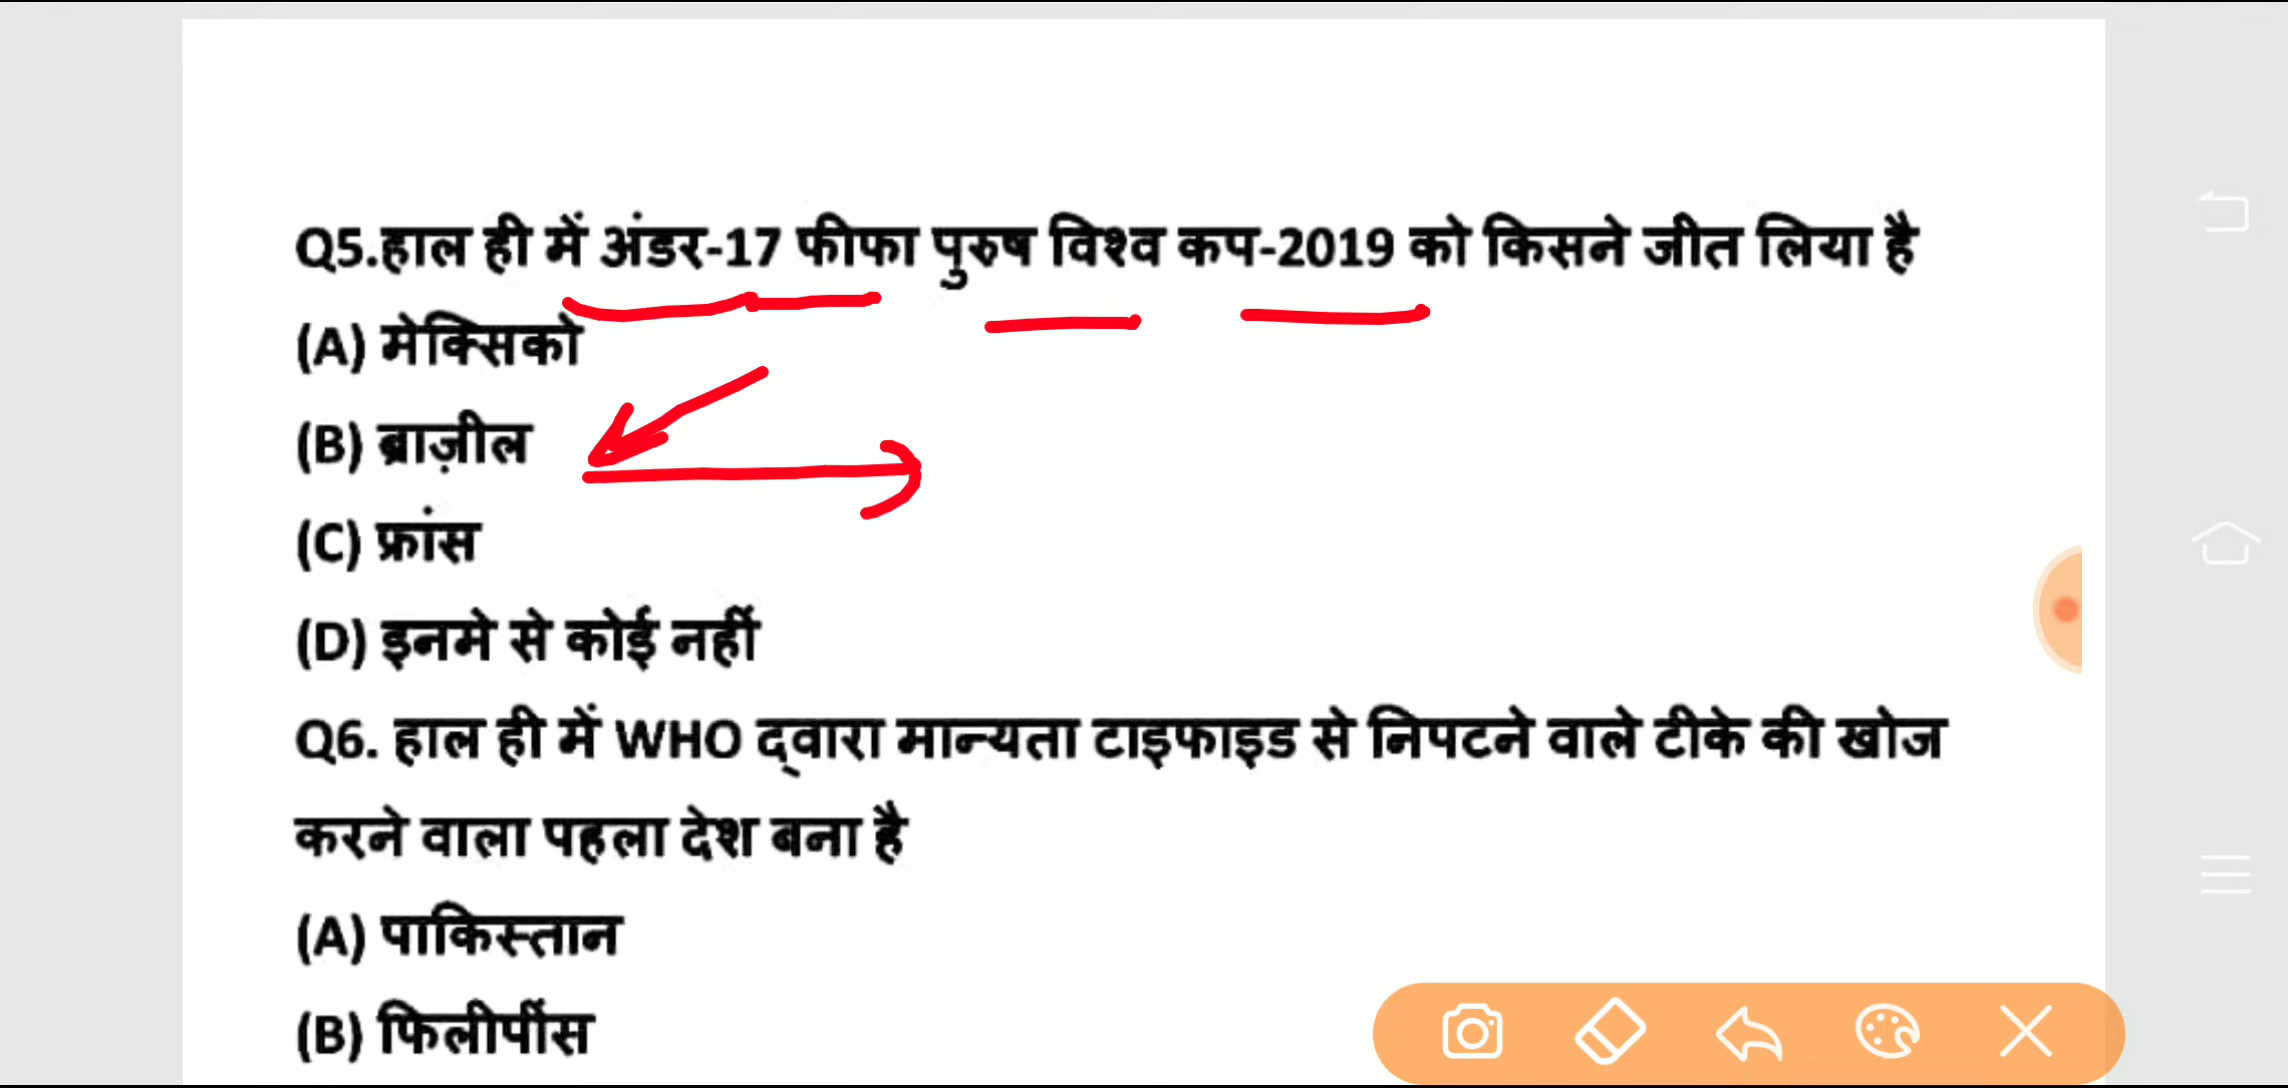 Q5.हाल ही में अंडर-17 फीफा पुरुष विश्व कप-2019 को किसने जीत लिया है
(A) मेक्सिको
(B) ब्राज़ील
(C) फ्रांस
(D) इनमे से कोई नहीं
Q6. हाल ही में WHO द्वारा मान्यता टाइफाइड से निपटने वाले टीके की खोज
करने वाला पहला देश बना है
(A) पाकिस्तान
(B) फिलीपींस